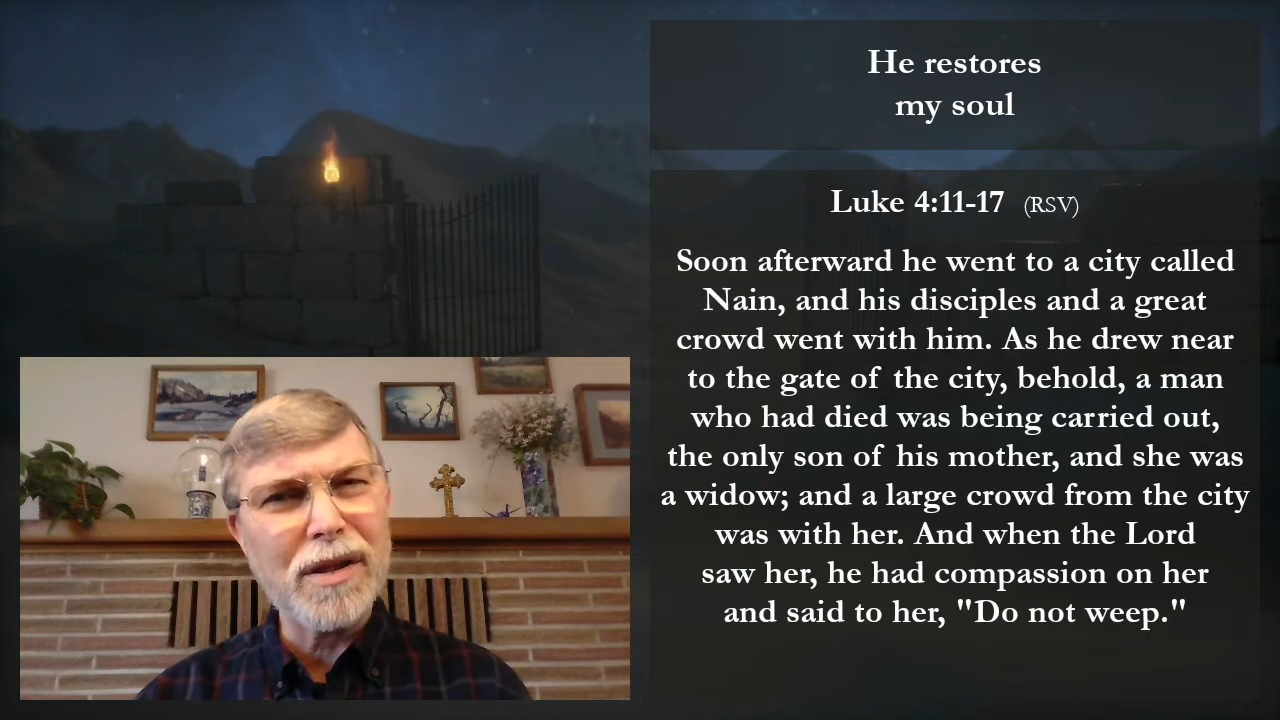 He restores
my soul
Luke 4:11-17 (RSV)
Soon afterward he went to a city called
Nain, and his disciples and a great
crowd went with him. As he drew near
to the gate of the city, behold, a man
who had died was being carried out,
the only son of his mother, and she was
a widow; and a large crowd from the city
was with her. And when the Lord
saw her, he had compassion on her
and said to her, "Do not weep."